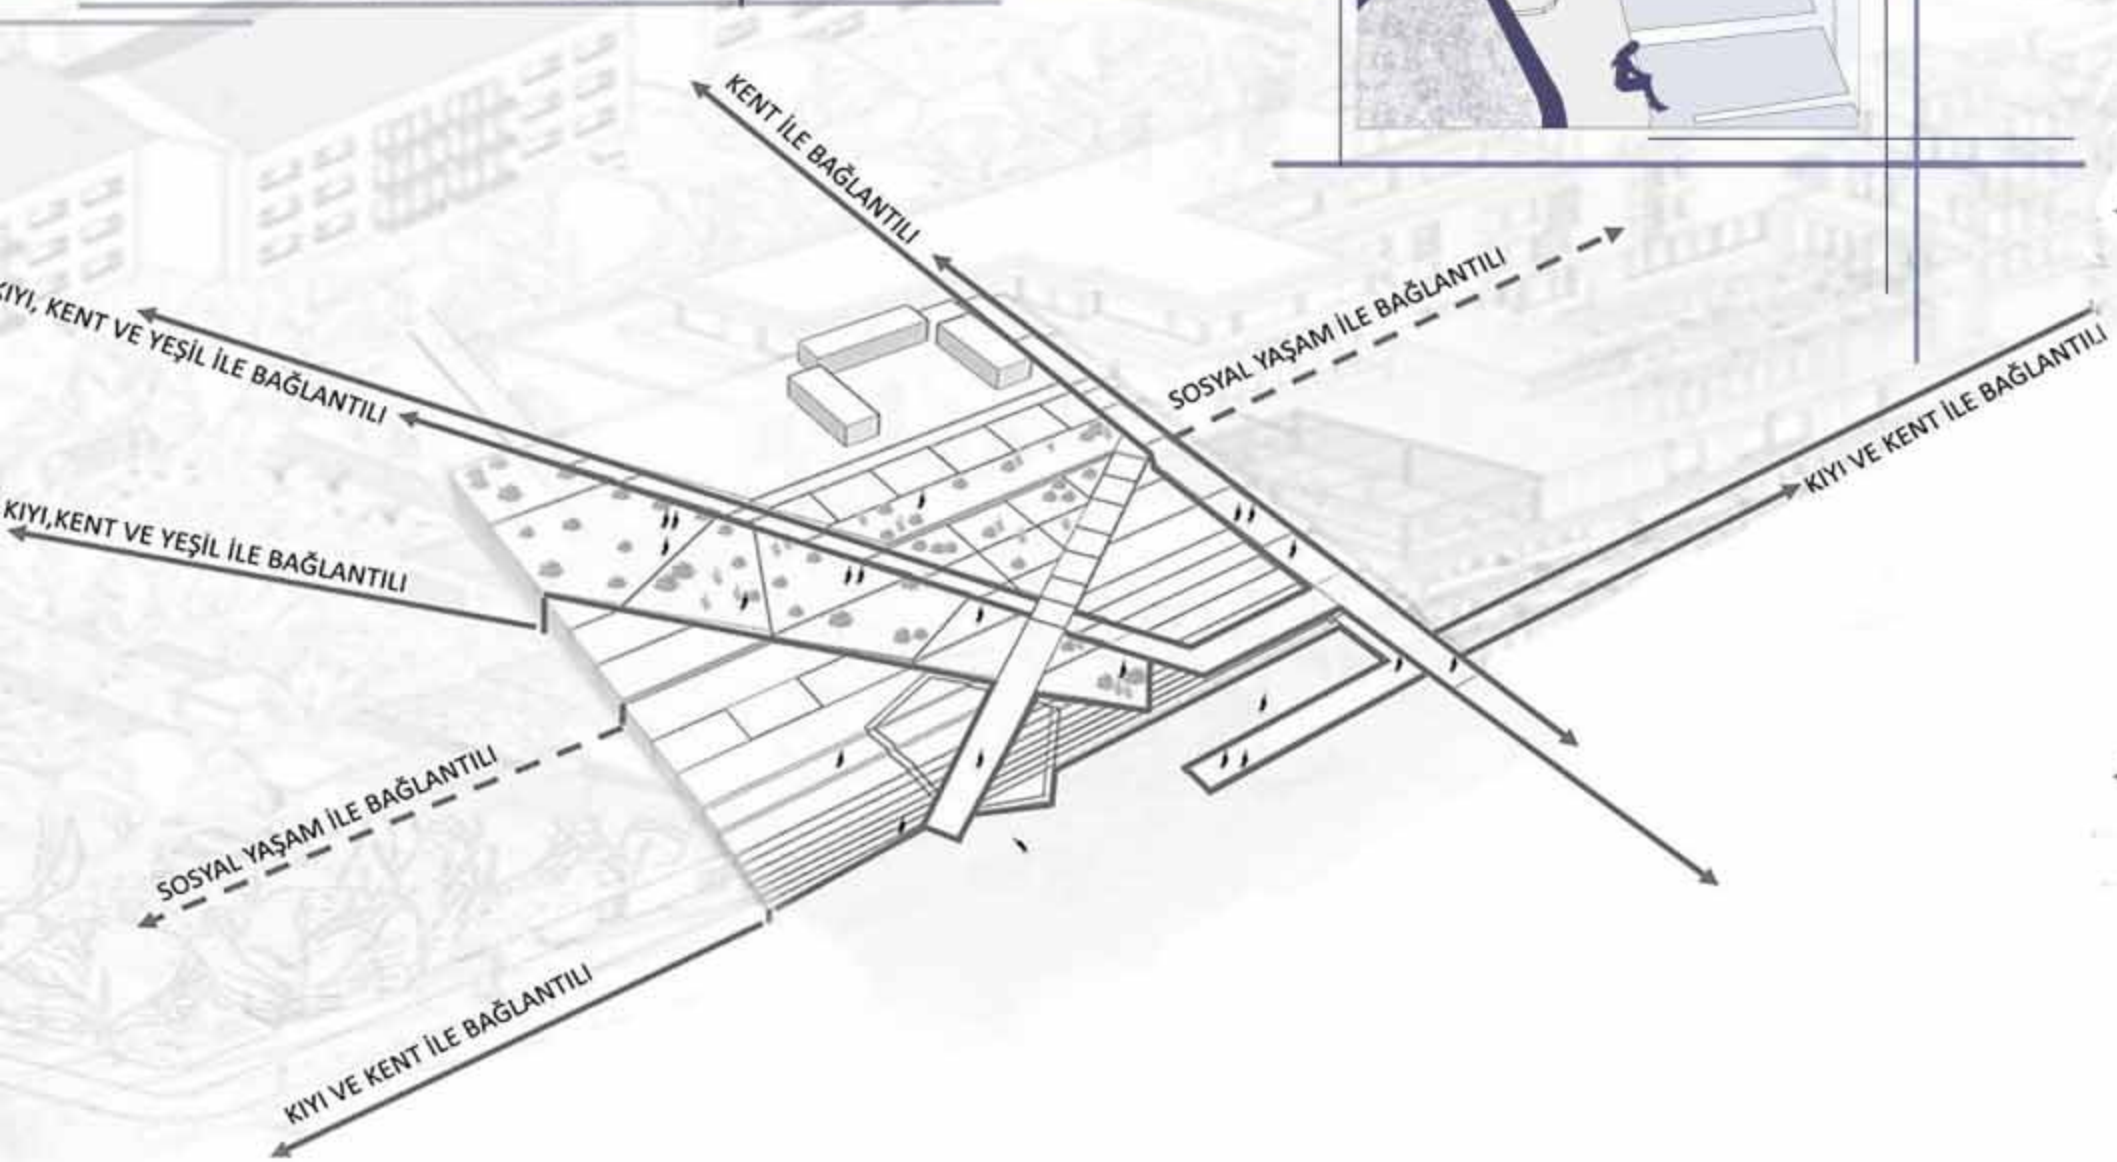 KENT İLE BAĞLANTILI
SOSYAL YAŞAM İLE BAĞLANTILI
KIYI, KENT VE YEŞİL İLE BAĞLANTILI
KIYI VE KENT İLE BAĞLANTILI
KIYI,KENT VE YEŞİL İLE BAĞLANTILI
SOSYAL YAŞAM İLE BAĞLANTILI
KIYI VE KENT İLE BAĞLANTILI